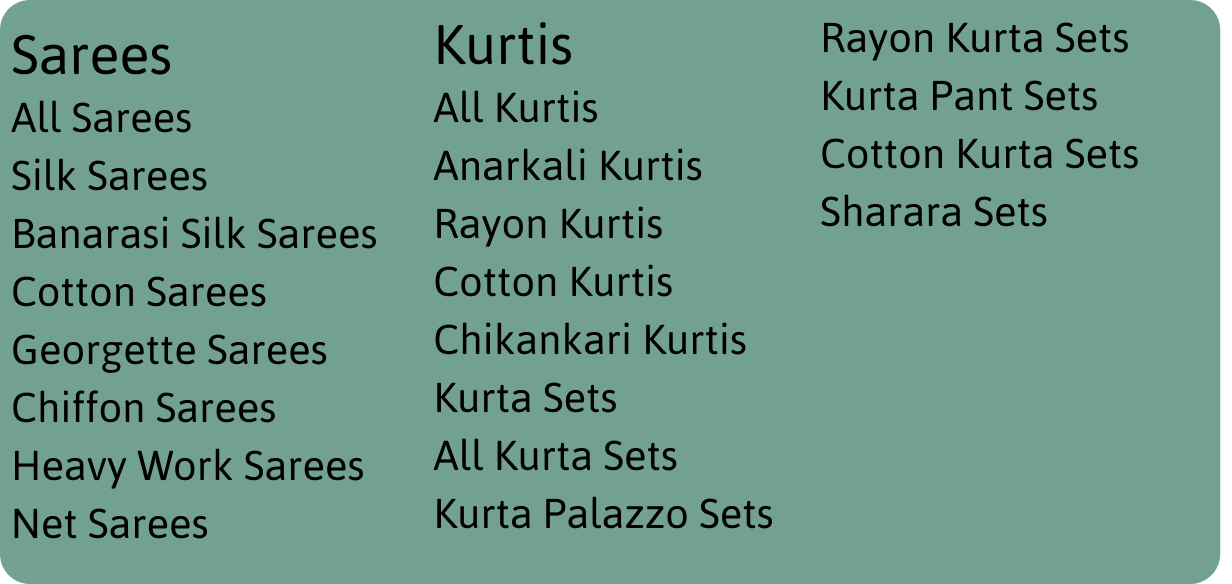 Sarees
All Sarees
Silk Sarees
Banarasi Silk Sarees
Cotton Sarees
Georgette Sarees
Chiffon Sarees
Heavy Work Sarees
Net Sarees
Kurtis
All Kurtis
Anarkali Kurtis
Rayon Kurtis
Cotton Kurtis
Chikankari Kurtis
Kurta Sets
All Kurta Sets
Kurta Palazzo Sets
Rayon Kurta Sets
Kurta Pant Sets
Cotton Kurta Sets
Sharara Sets